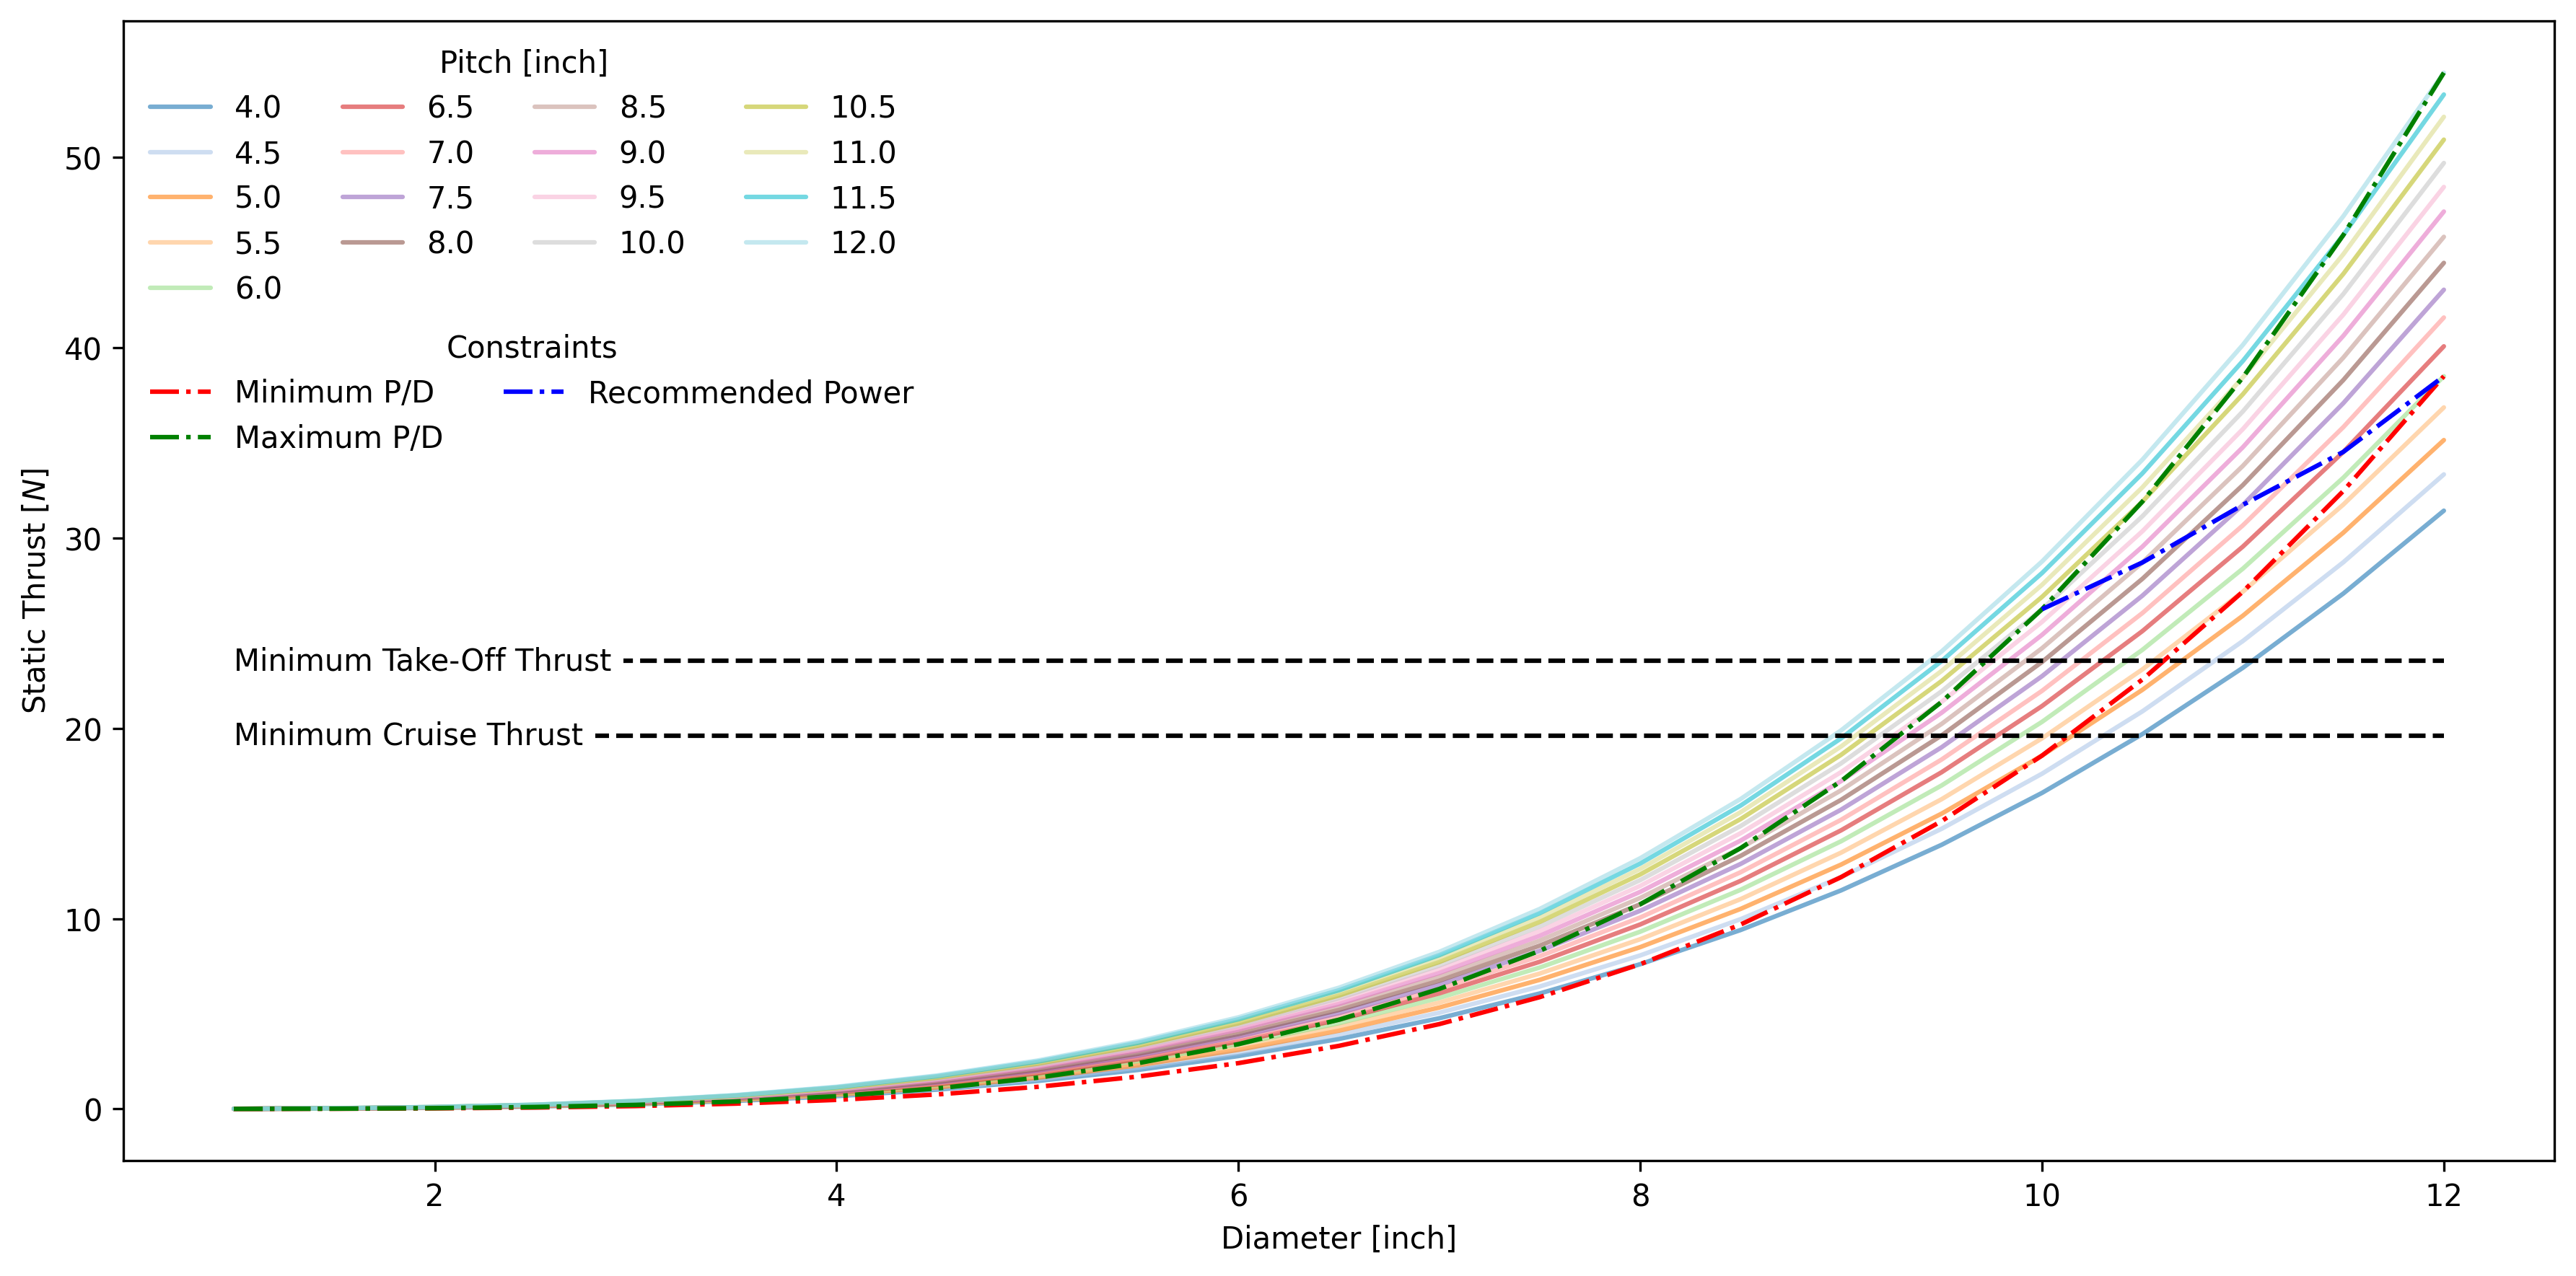 Pitch [inch]
4.0 6.5 8.5 10.5
4.5 7.0 9.0 11.0
5.0 7.5 9.5 11.5
5.5 8.0 10.0 12.0
6.0
Constraints
Minimum P/D Recommended Power
Maximum P/D
Minimum Take-Off Thrust
Minimum Cruise Thrust
Static Thrust [N]
50
40
30
20
10
0
2 4 6 8 10 12
Diameter [inch]